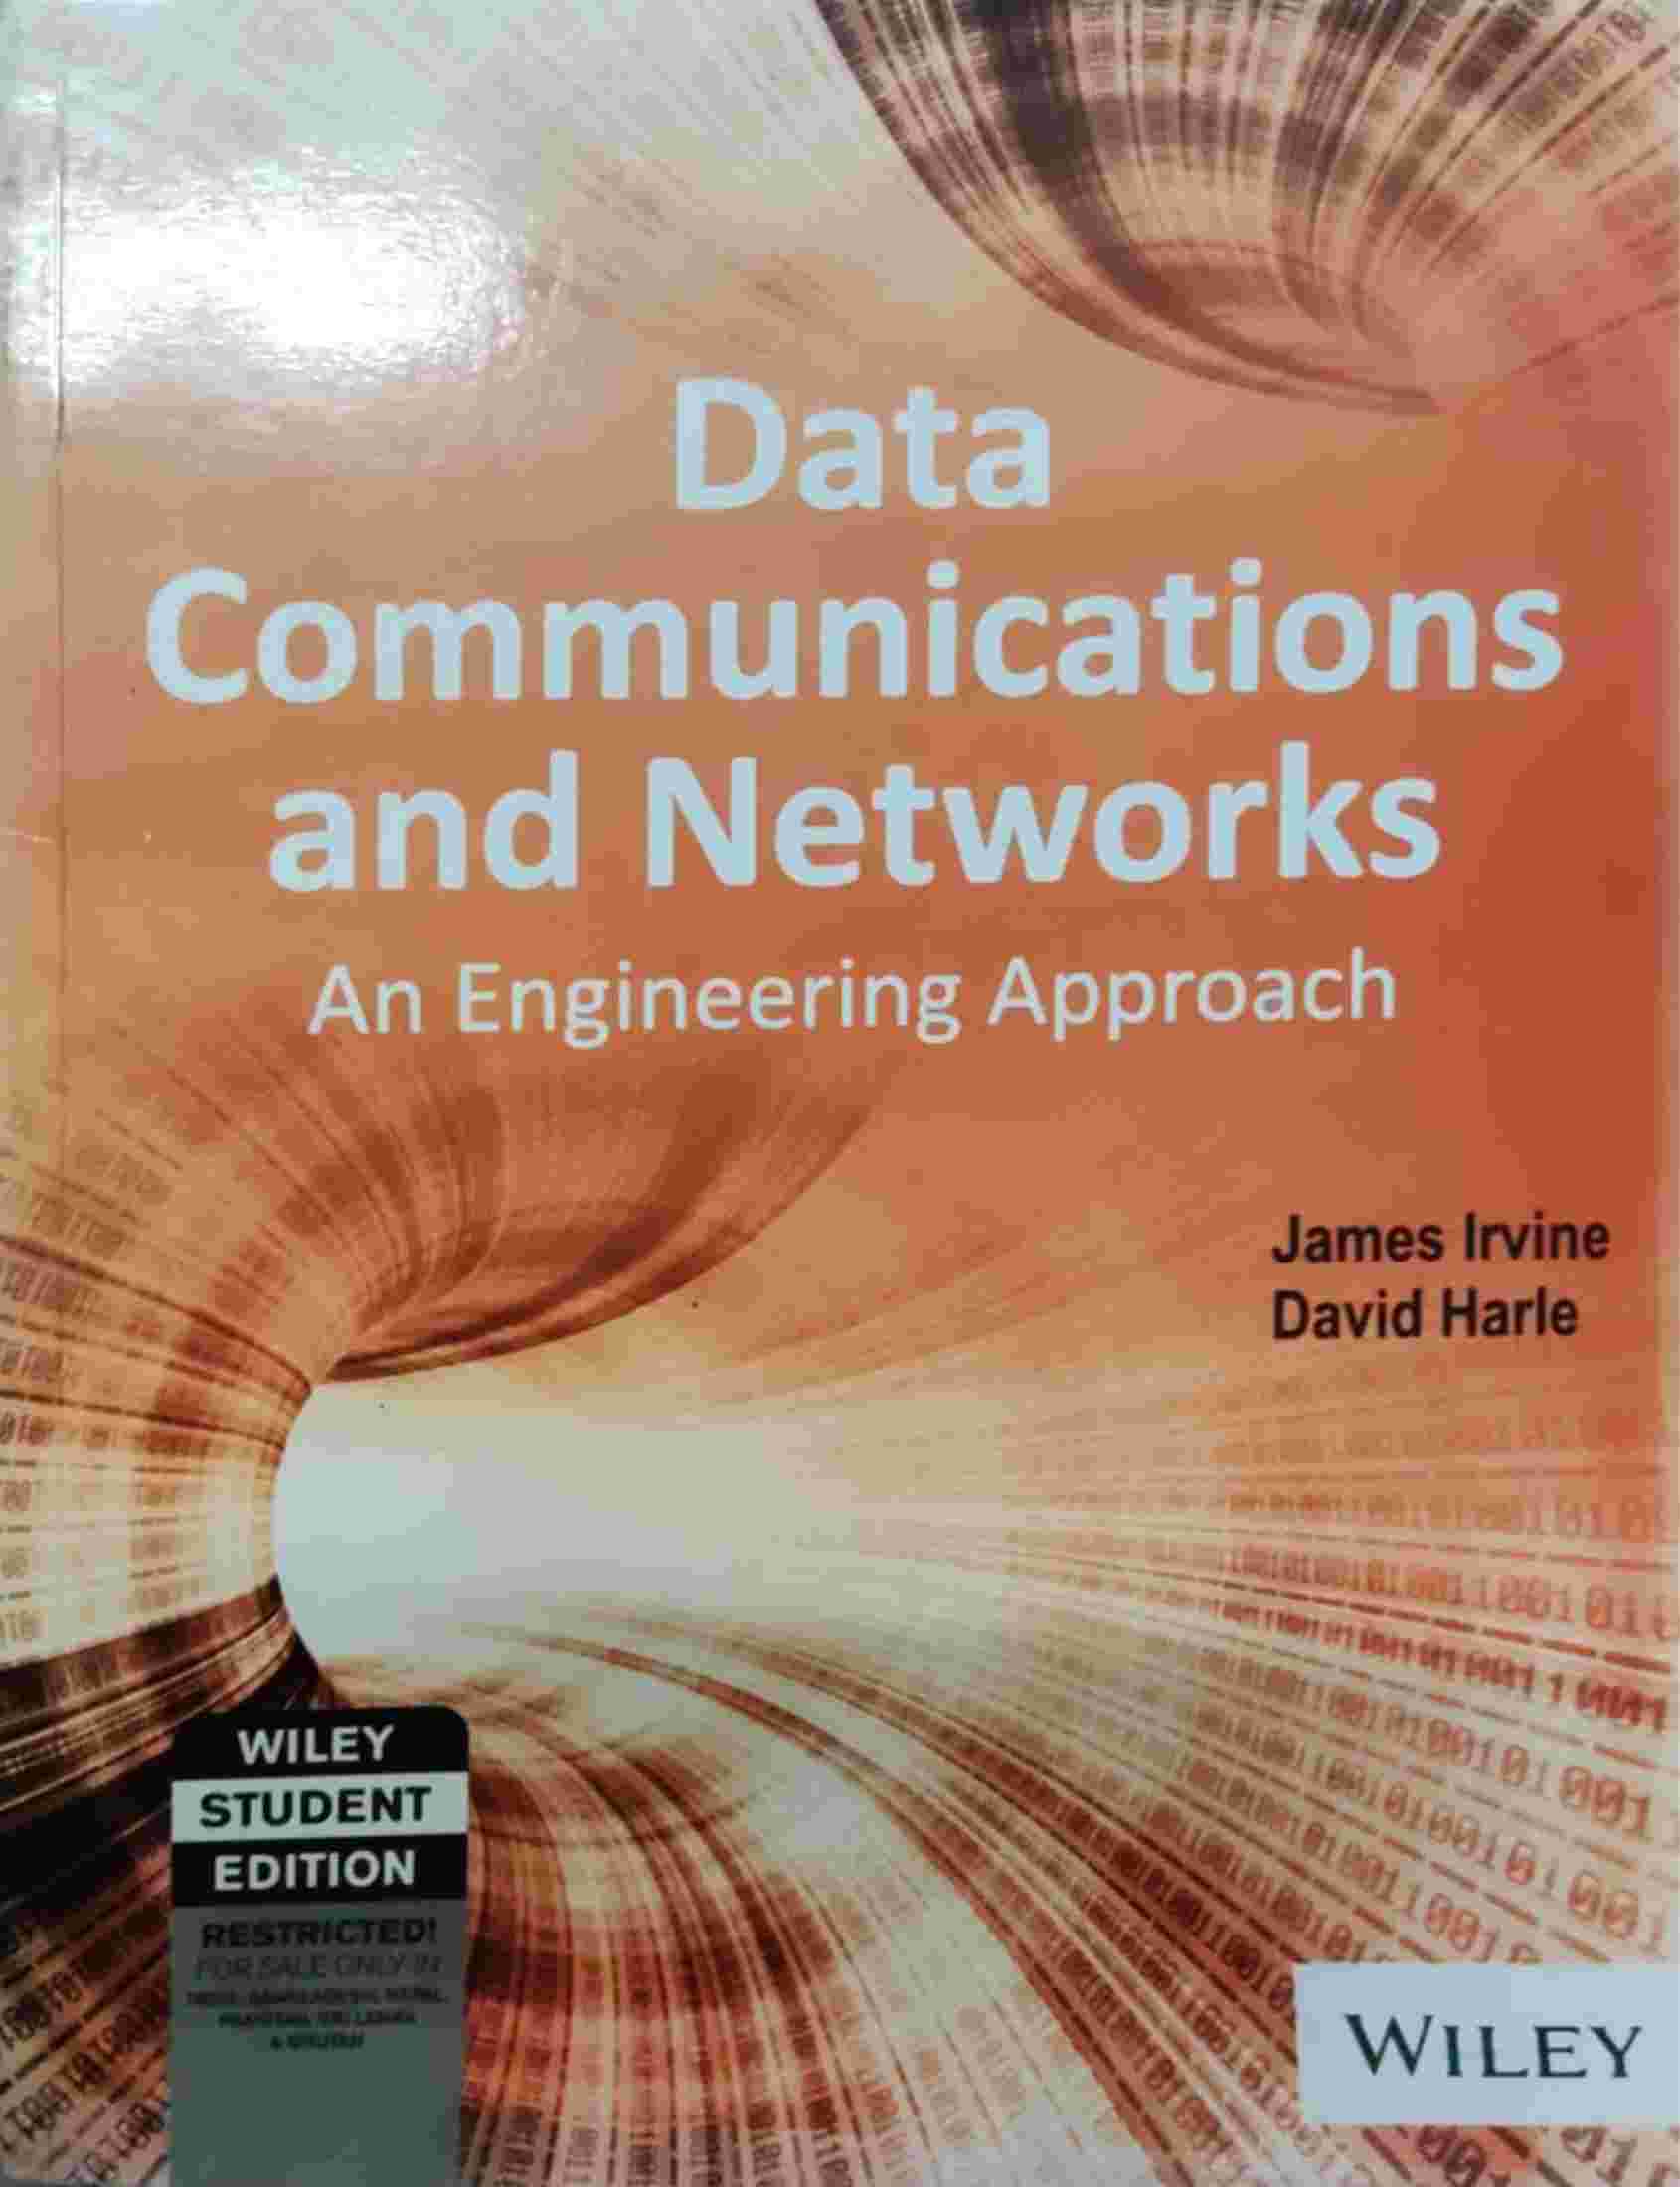 Data
Communications
and Networks
An Engineering Approach
James Irvine
David Harle
WILEY
STUDENT
EDITION
RESTRICTED!
FOR SALE ONLY IN
WILEY